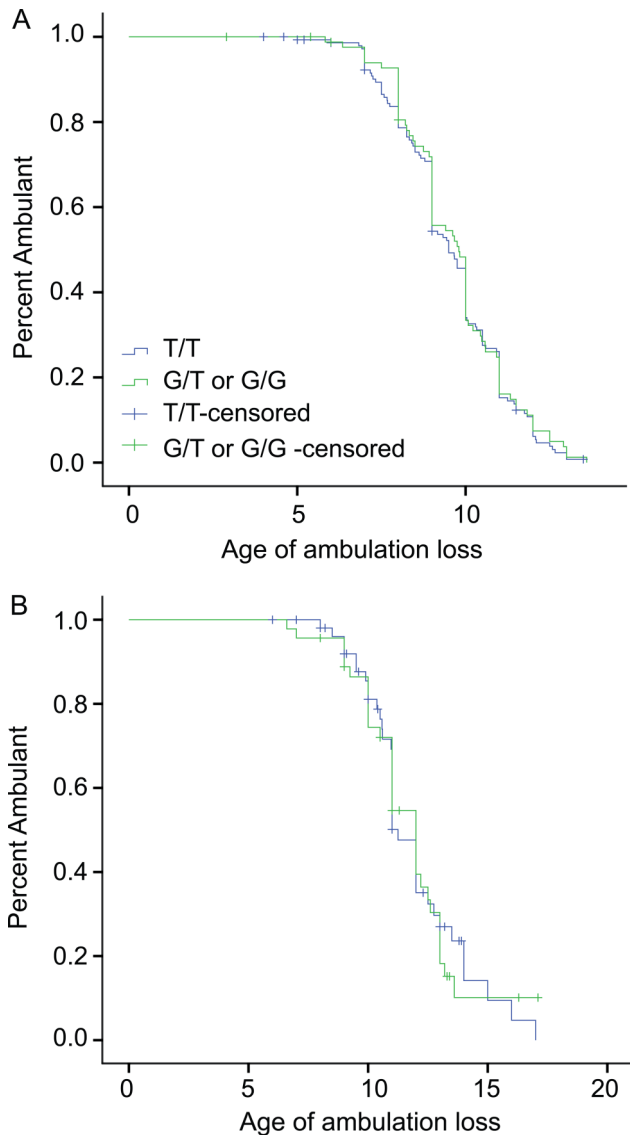 A
1.0
0.8
0.6
0.4
0.2
0.0
Percent Ambulant
T/T
G/T or G/G
T/T-censored
G/T or G/G -censored
0 5 10
Age of ambulation loss
B
1.0
0.8
0.6
0.4
0.2
0.0
Percent Ambulant
0 5 10 15 20
Age of ambulation loss